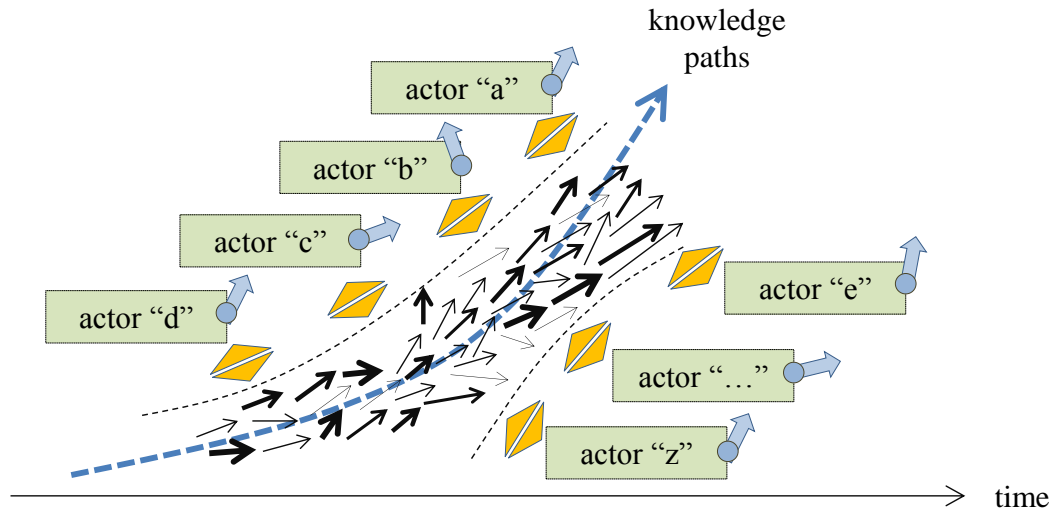 knowledge
paths
actor “a”
actor “b”
actor “c”
actor “d”
actor “e”
actor “…”
actor “z”
time